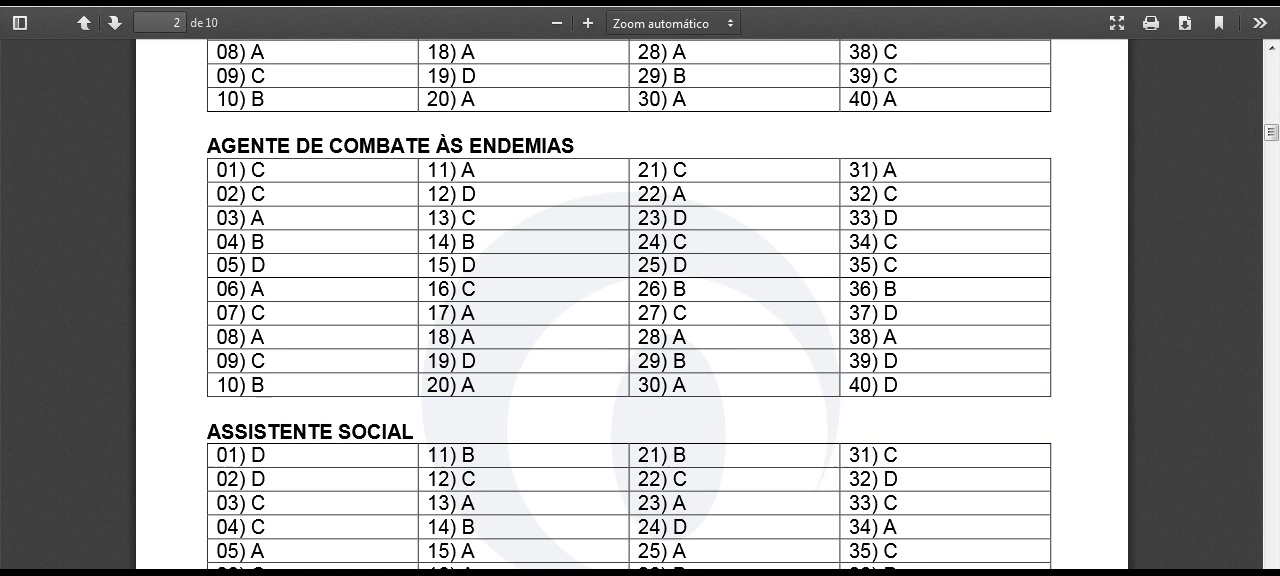 2 de 10 Zoom automático
08) A 18) A 28) A 38) C
09) C 19) D 29) B 39) C
10) B 20) A 30) A 40) A
AGENTE DE COMBATE ÀS ENDEMIAS
01) C 11) A 21) C 31) A
02) C 12) D 22) A 32) C
03) A 13) C 23) D 33) D
04) B 14) B 24) C 34) C
05) D 15) D 25) D 35) C
06) A 16) C 26) B 36) B
07) C 17) A 27) C 37) D
08) A 18) A 28) A 38) A
09) C 19) D 29) B 39) D
10) B 20) A 30) A 40) D
ASSISTENTE SOCIAL
01) D 11) B 21) B 31) C
02) D 12) C 22) C 32) D
03) C 13) A 23) A 33) C
04) C 14) B 24) D 34) A
05) A 15) A 25) A 35) C